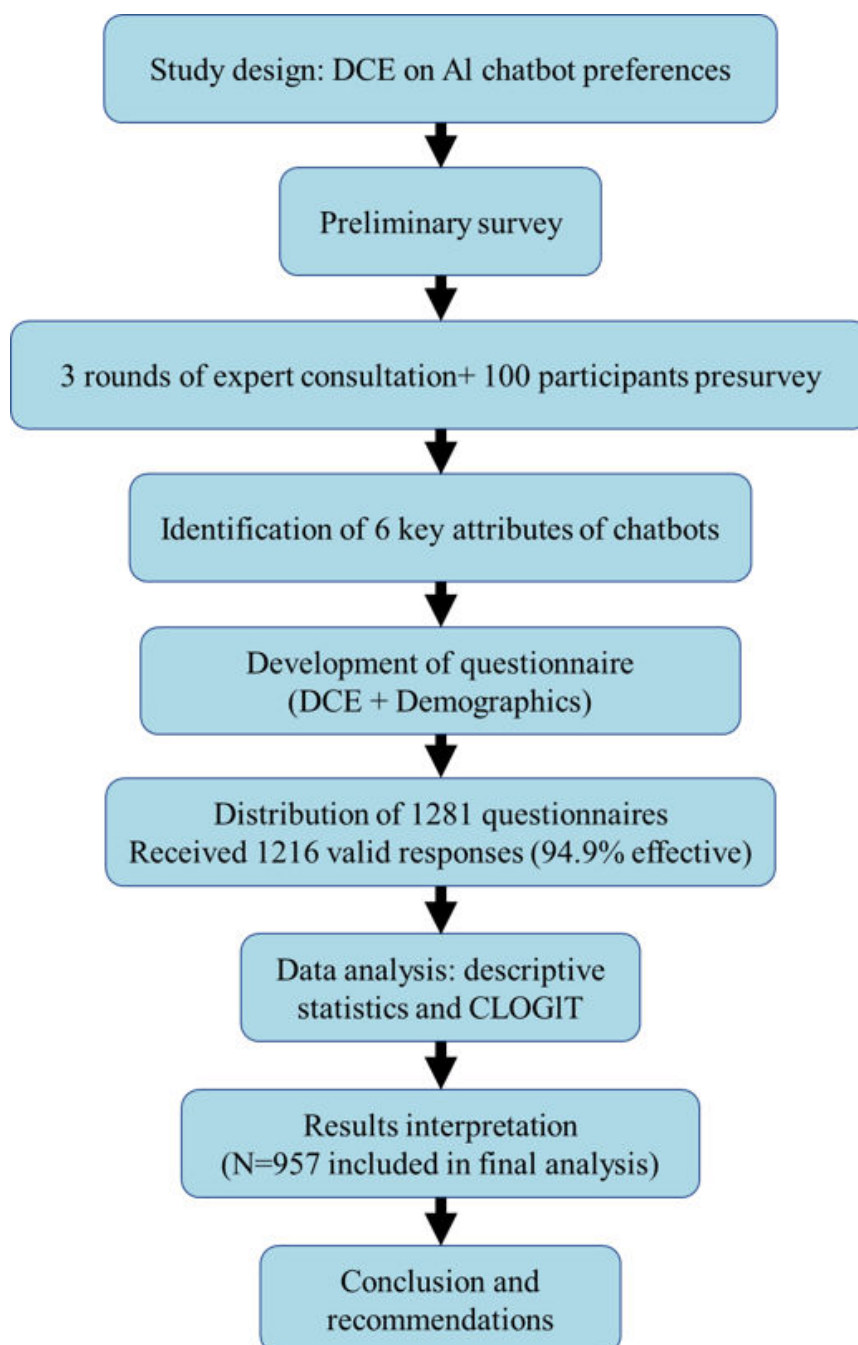 Study design: DCE on AI chatbot preferences
Preliminary survey
3 rounds of expert consultation+ 100 participants presurvey
Identification of 6 key attributes of chatbots
Development of questionnaire
(DCE + Demographics)
Distribution of 1281 questionnaires
Received 1216 valid responses (94.9% effective)
Data analysis: descriptive
statistics and CLOGlT
Results interpretation
(N=957 included in final analysis)
Conclusion and
recommendations